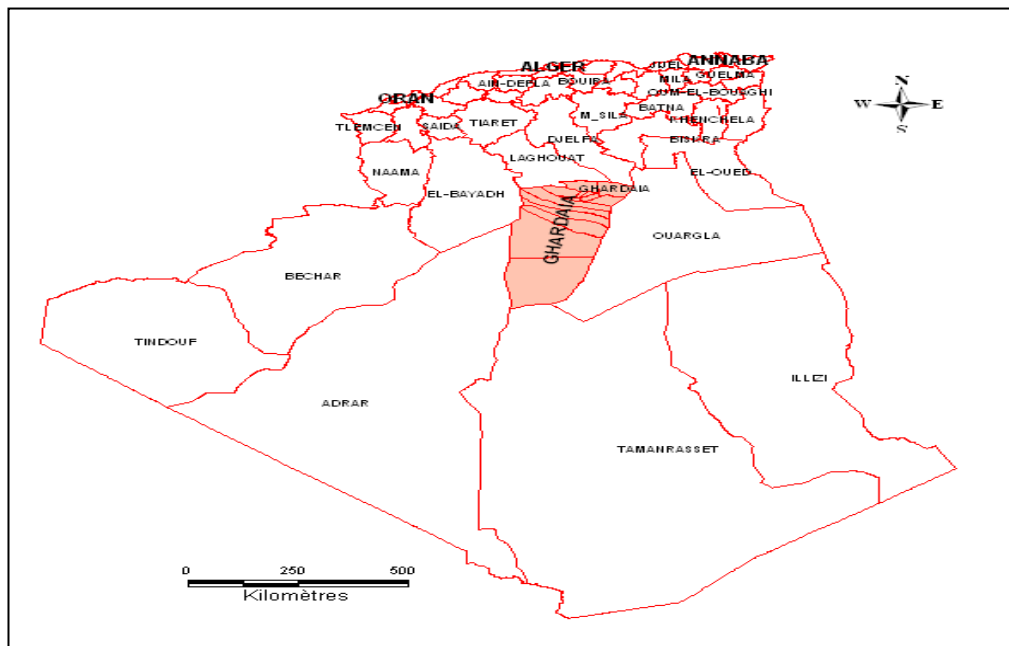 ALGER
ANNABA
JIJEL
GUELMA
MILA
AIN-DEFLA
BOUIRA
OUM-EL-BOUAGHI
N
W
E
S
ORAN
BATNA
KHENCHELA
M_SILA
TLEMCEN
SAIDA
TIARET
DJELFA
BISKRA
LAGHOUAT
NAAMA
EL-OUED
GHARDAIA
EL-BAYADH
GHARDAIA
OUARGLA
BECHAR
TINDOUF
ILLIZI
ADRAR
TAMANRASSET
0 250 500
Kilomètres